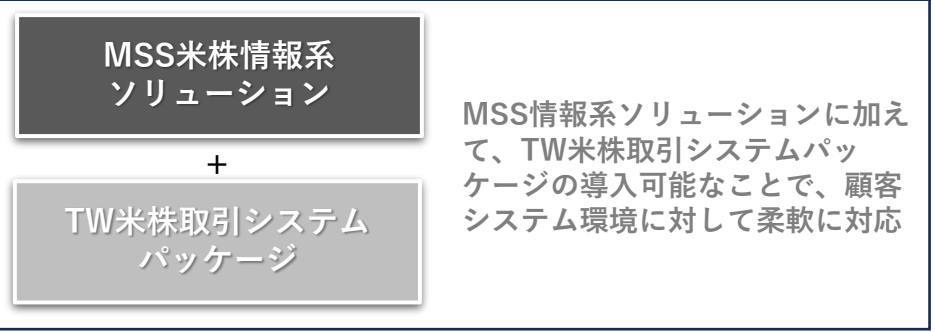 MSS米株情報系
ソリューション
+
TW米株取引システム
パッケージ
MSS情報系ソリューションに加え
て、TW米株取引システムパッ
ケージの導入可能なことで、顧客
システム環境に対して柔軟に対応